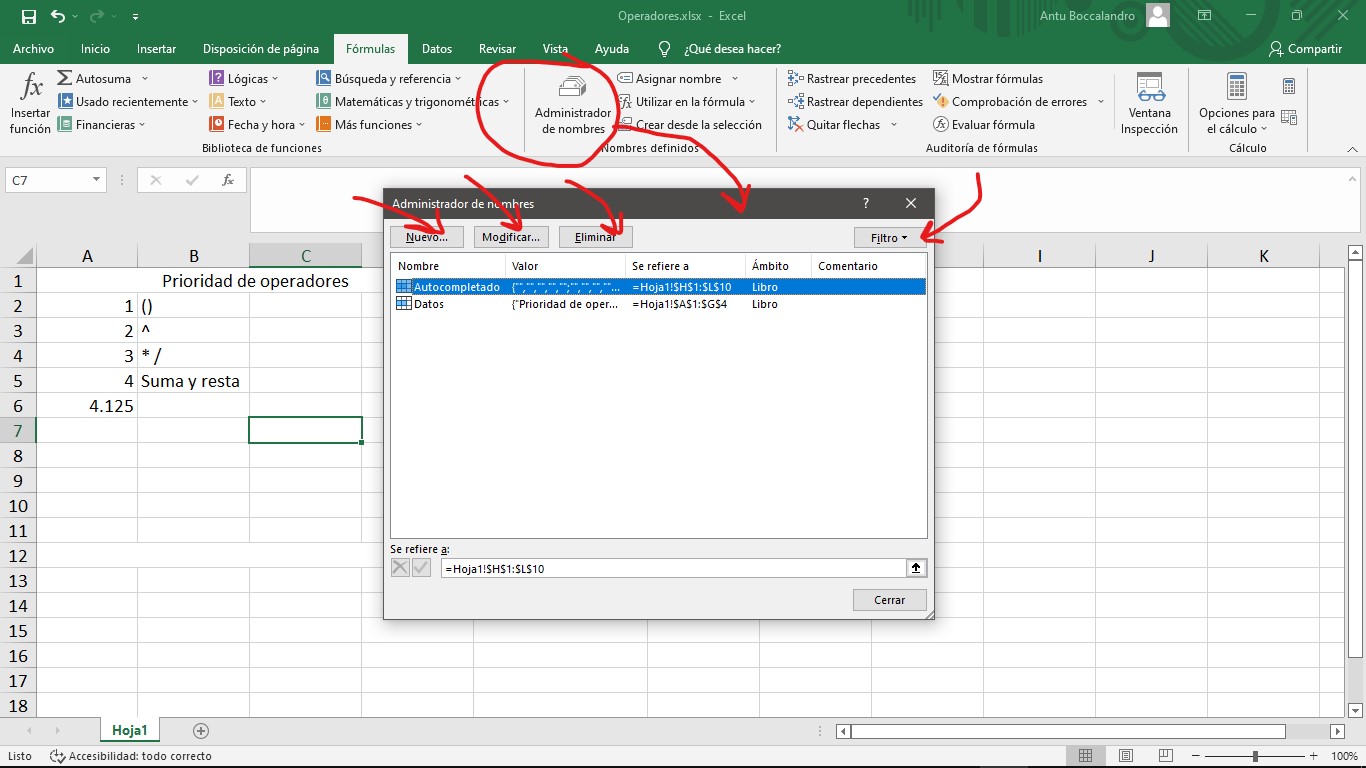 Operadores.xlsx - Excel
Antu Boccalandro
Archivo Inicio Insertar Disposición de página Fórmulas Datos Revisar Vista Ayuda ¿Qué desea hacer? Compartir
fx Autosuma Lógicas Búsqueda y referencia Asignar nombre Rastrear precedentes Mostrar fórmulas
Insertar función Usado recientemente Texto Matemáticas y trigonométricas Administrador de nombres Utilizar en la fórmula Rastrear dependientes Comprobación de errores Ventana Inspección Opciones para el cálculo
Financieras Fecha y hora Más funciones Crear desde la selección Quitar flechas Evaluar fórmula
Biblioteca de funciones Nombres definidos Auditoría de fórmulas Cálculo
C7 fx
Administrador de nombres ?
Nuevo... Modificar... Eliminar Filtro
A B C I J K
Nombre Valor Se refiere a Ámbito Comentario
1 Prioridad de operadores
Autocompletado {"","","","","";"","","",""... =Hoja1!$H$1:$L$10 Libro
Datos {"Prioridad de oper... =Hoja1!$A$1:$G$4 Libro
2 1 ()
3 2 ^
4 3 * /
5 4 Suma y resta
6 4.125
7
8
9
10
11
12
Se refiere a:
=Hoja1!$H$1:$L$10
13
14
Cerrar
15
16
17
18
Hoja1
Listo Accesibilidad: todo correcto 100%